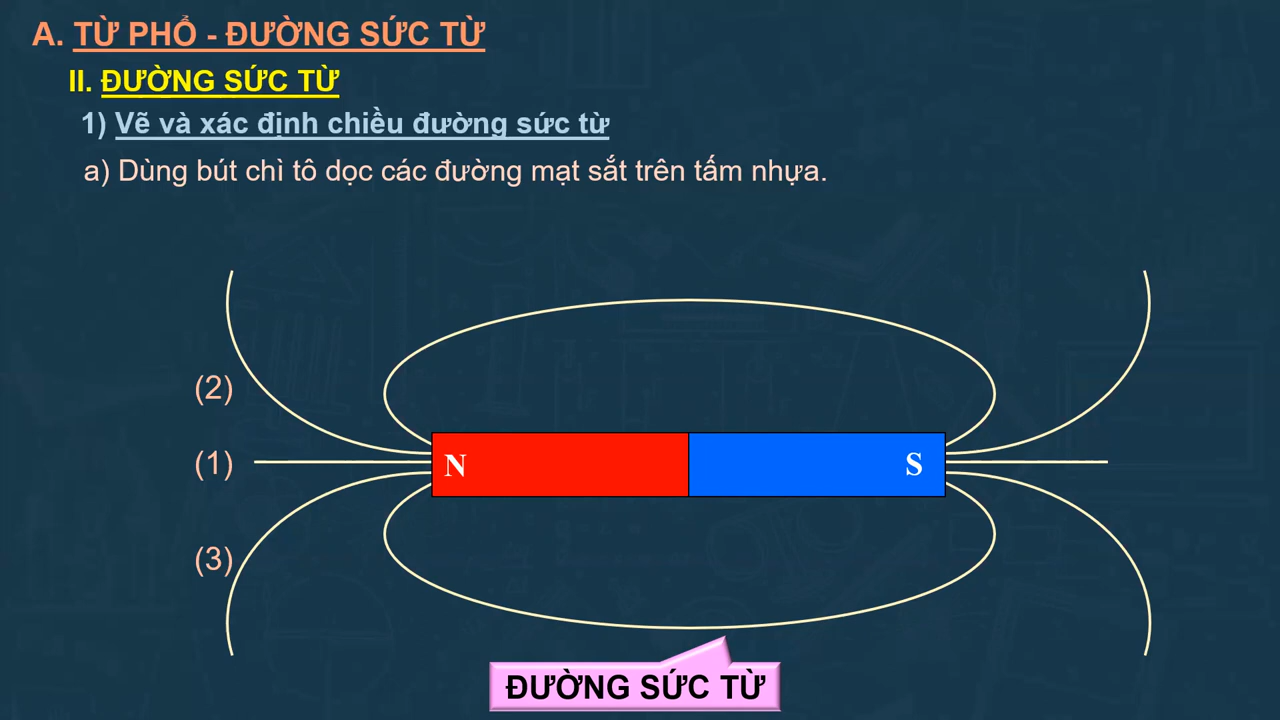 A. TỪ PHỔ - ĐƯỜNG SỨC TỪ
II. ĐƯỜNG SỨC TỪ
1) Vẽ và xác định chiều đường sức từ
a) Dùng bút chì tô dọc các đường mạt sắt trên tấm nhựa.
(2)
(1)
N
S
(3)
ĐƯỜNG SỨC TỪ